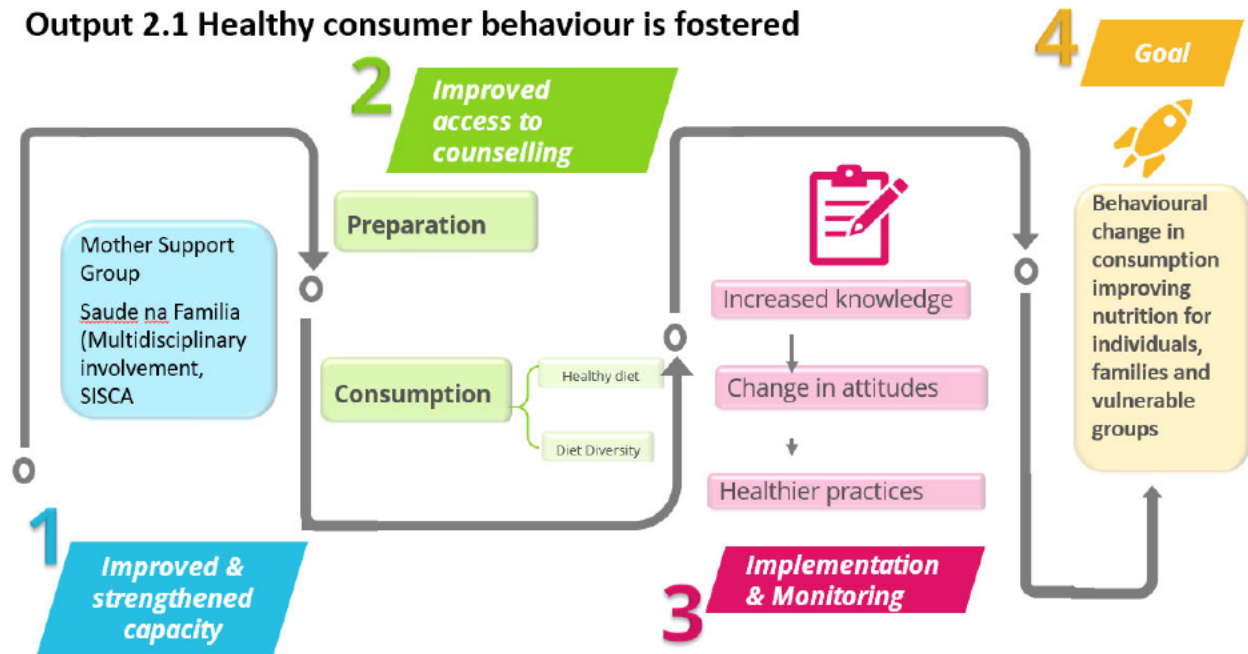 Output 2.1 Healthy consumer behaviour is fostered
1
Improved &
strengthened
capacity
Mother Support
Group
Saude na Familia
(Multidisciplinary
involvement,
SISCA
2
Improved
access to
counselling
Preparation
Consumption
Healthy diet
Diet Diversity
3
Implementation
& Monitoring
Increased knowledge
Change in attitudes
Healthier practices
4
Goal
Behavioural
change in
consumption
improving
nutrition for
individuals,
families and
vulnerable
groups